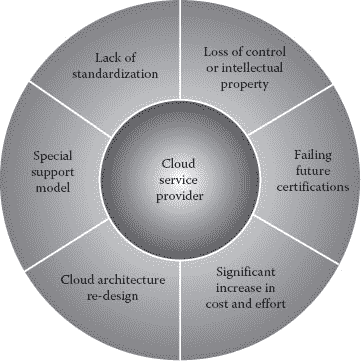 Lack of
standardization
Loss of control
or intellectual
property
Failing
future
certifications
Significant
increase in
cost and effort
Cloud architecture
re-design
Special
support
model
Cloud
service
provider